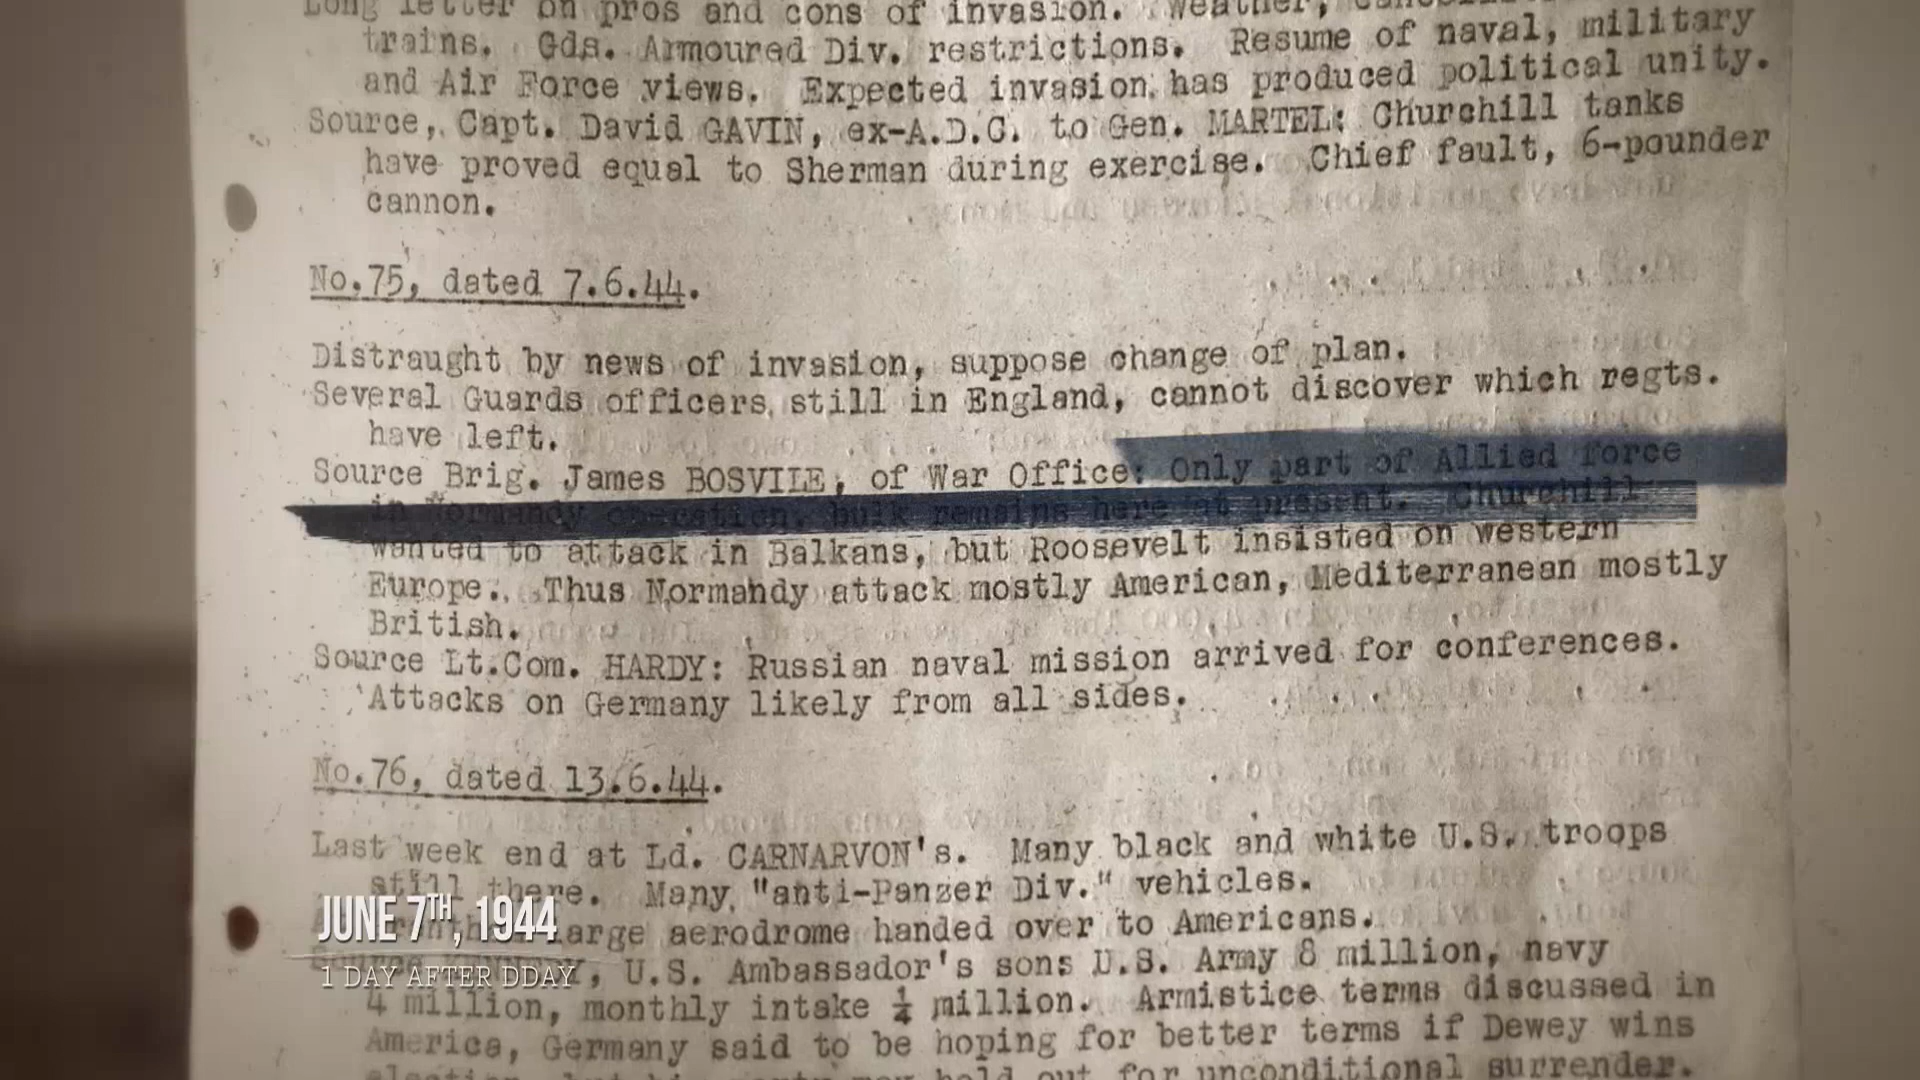 Long letter on pros and cons of invasion. Weather,
trains. Gds. Armoured Div. restrictions. Resume of naval, military
and Air Force views. Expected invasion has produced political unity.
Source, Capt. David GAVIN, ex-A.D.C. to Gen. MARTEL: Churchill tanks
have proved equal to Sherman during exercise. Chief fault, 6-pounder
cannon.
No.75, dated 7.6.44.
Distraught by news of invasion, suppose change of plan.
Several Guards officers still in England, cannot discover which regts.
have left.
Source Brig. James BOSVILE, of War Office: Only part of Allied force
in Normandy operation, bulk remains here at present. Churchill
wanted to attack in Balkans, but Roosevelt insisted on western
Europe. Thus Normandy attack mostly American, Mediterranean mostly
British.
Source Lt.Com. HARDY: Russian naval mission arrived for conferences.
Attacks on Germany likely from all sides.
No.76, dated 13.6.44.
Last week end at Ld. CARNARVON's. Many black and white U.S. troops
still there. Many "anti-Panzer Div." vehicles.
large aerodrome handed over to Americans.
U.S. Ambassador's sons U.S. Army 8 million, navy
4 million, monthly intake ¼ million. Armistice terms discussed in
America, Germany said to be hoping for better terms if Dewey wins
hold out for unconditional surrender.
JUNE 7TH, 1944
1 DAY AFTER DDAY